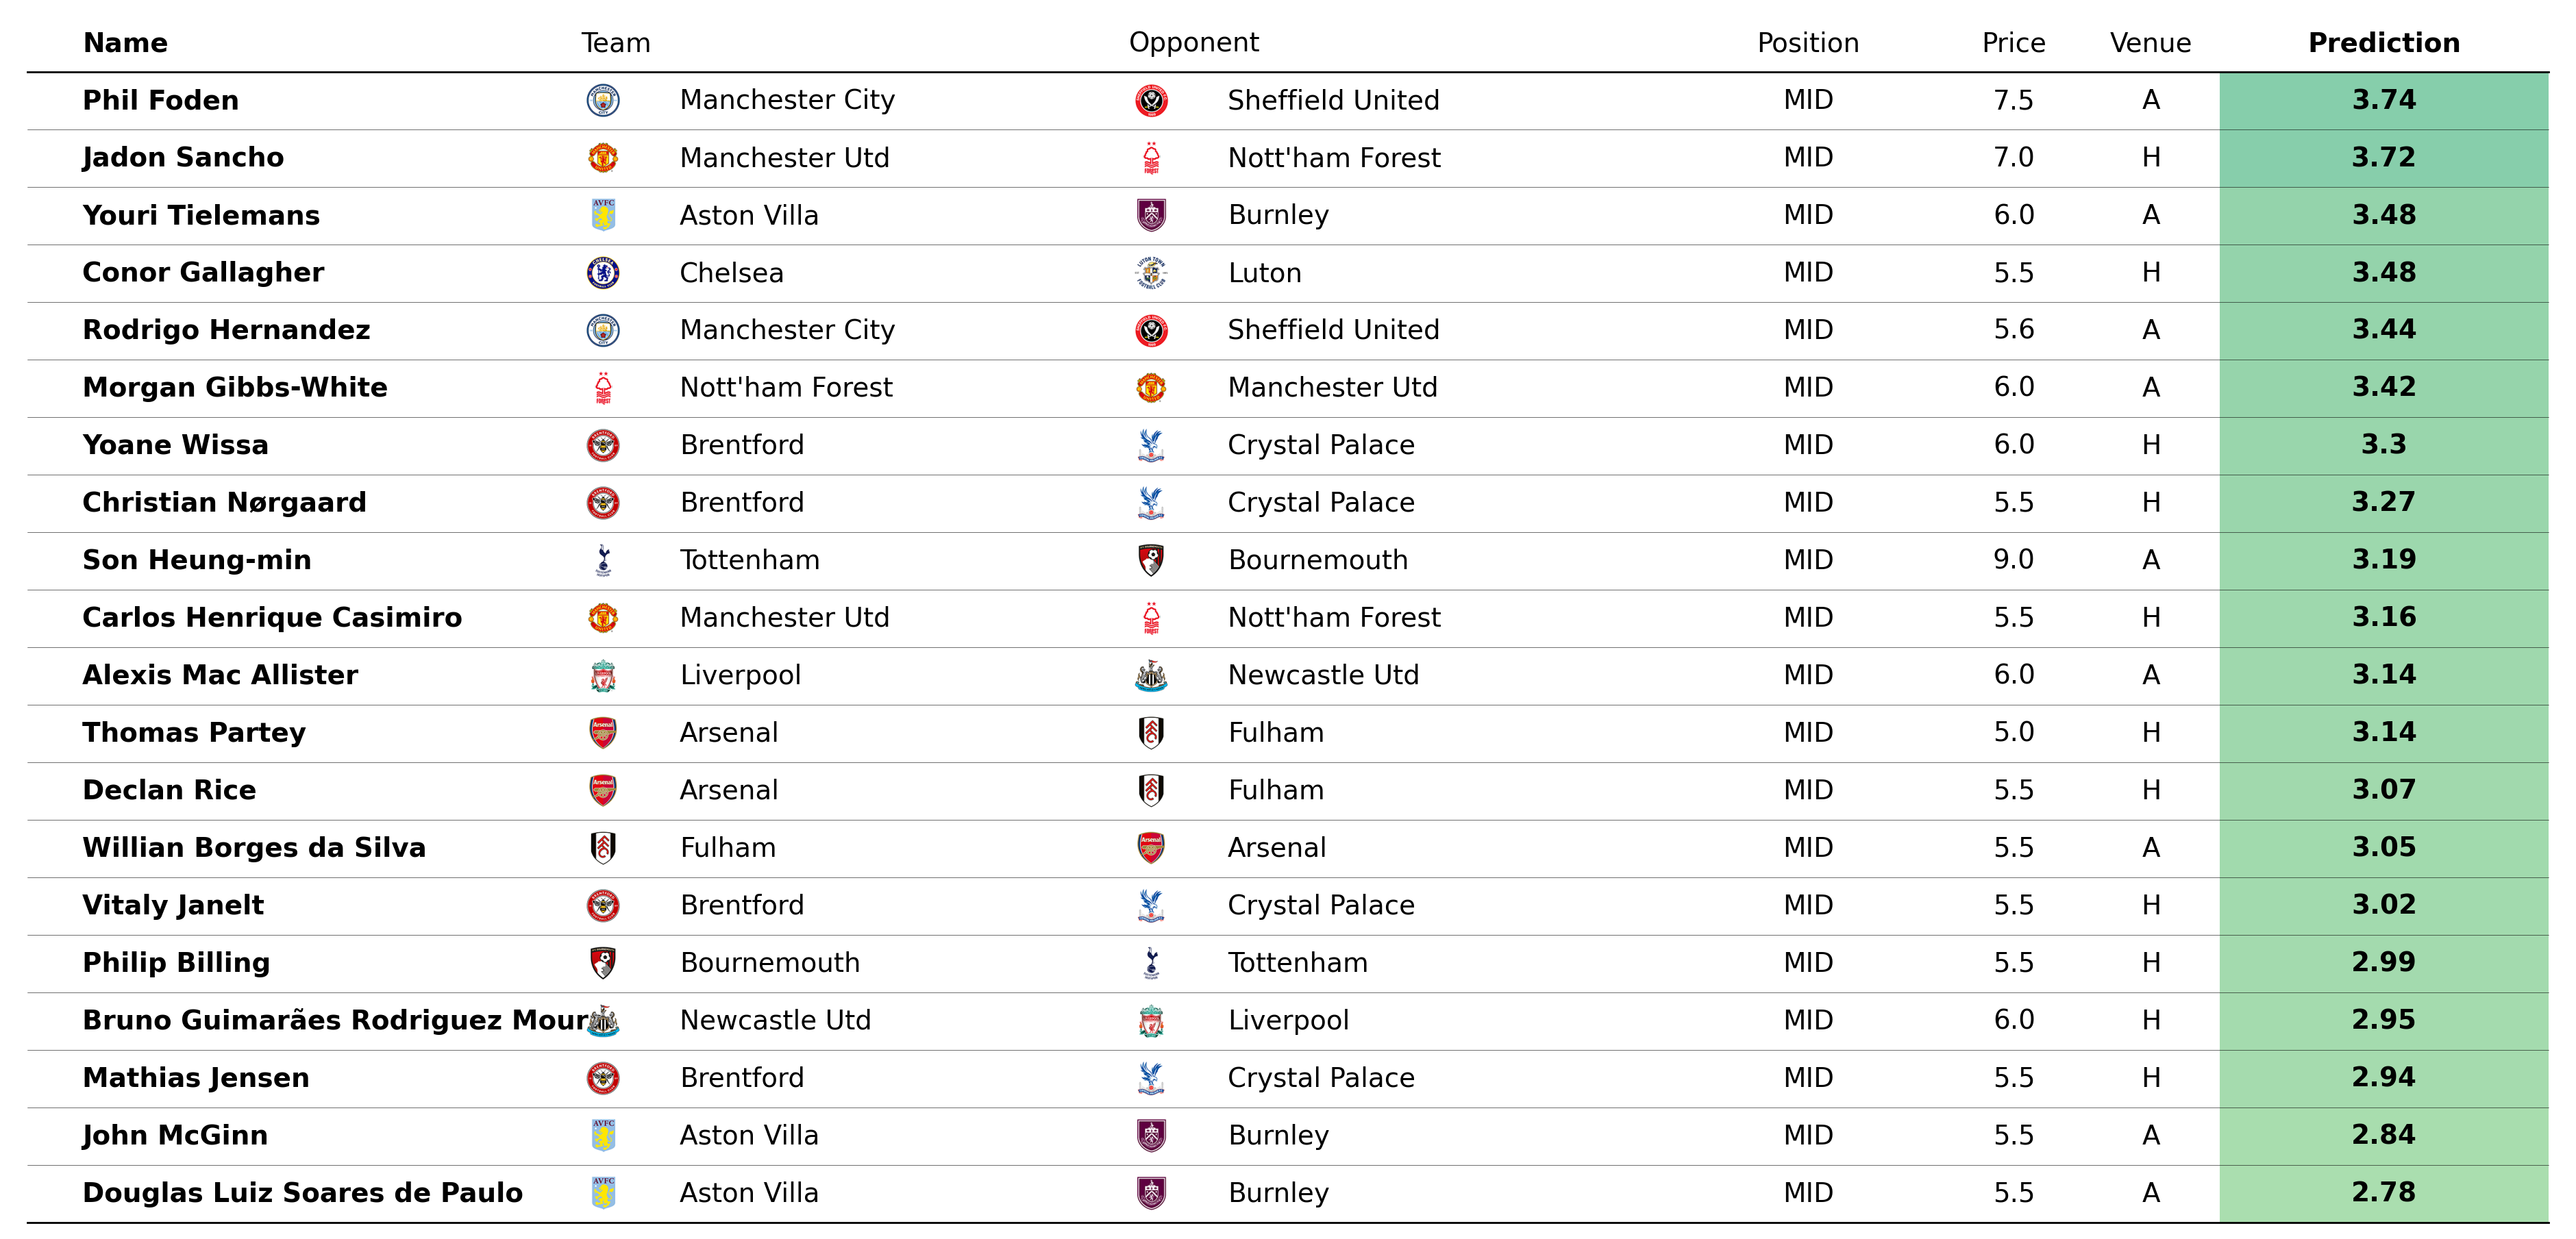 Name Team Opponent Position Price Venue Prediction
Phil Foden Manchester City Sheffield United MID 7.5 A 3.74
Jadon Sancho Manchester Utd Nott'ham Forest MID 7.0 H 3.72
Youri Tielemans Aston Villa Burnley MID 6.0 A 3.48
Conor Gallagher Chelsea Luton MID 5.5 H 3.48
Rodrigo Hernandez Manchester City Sheffield United MID 5.6 A 3.44
Morgan Gibbs-White Nott'ham Forest Manchester Utd MID 6.0 A 3.42
Yoane Wissa Brentford Crystal Palace MID 6.0 H 3.3
Christian Nørgaard Brentford Crystal Palace MID 5.5 H 3.27
Son Heung-min Tottenham Bournemouth MID 9.0 A 3.19
Carlos Henrique Casimiro Manchester Utd Nott'ham Forest MID 5.5 H 3.16
Alexis Mac Allister Liverpool Newcastle Utd MID 6.0 A 3.14
Thomas Partey Arsenal Fulham MID 5.0 H 3.14
Declan Rice Arsenal Fulham MID 5.5 H 3.07
Willian Borges da Silva Fulham Arsenal MID 5.5 A 3.05
Vitaly Janelt Brentford Crystal Palace MID 5.5 H 3.02
Philip Billing Bournemouth Tottenham MID 5.5 H 2.99
Bruno Guimarães Rodriguez Mour Newcastle Utd Liverpool MID 6.0 H 2.95
Mathias Jensen Brentford Crystal Palace MID 5.5 H 2.94
John McGinn Aston Villa Burnley MID 5.5 A 2.84
Douglas Luiz Soares de Paulo Aston Villa Burnley MID 5.5 A 2.78